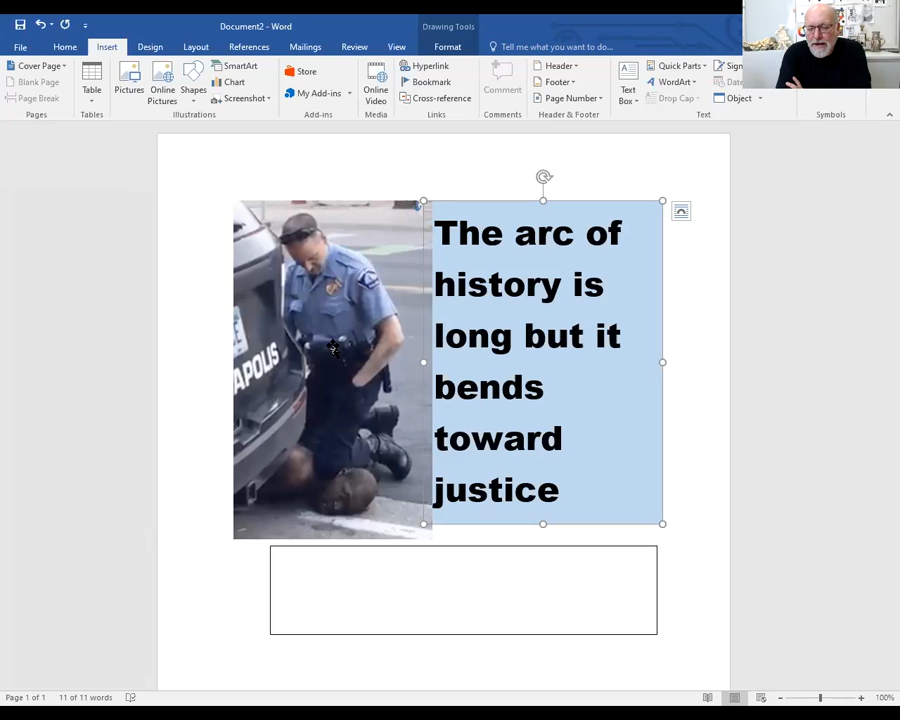 Document2 - Word
Drawing Tools
File
Home
Insert
Design
Layout
References
Mailings
Review
View
Format
Tell me what you want to do...
Cover Page
Blank Page
Page Break
Pages
Table
Tables
Pictures
Online Pictures
Shapes
SmartArt
Chart
Screenshot
Illustrations
Store
My Add-ins
Add-ins
Online Video
Media
Hyperlink
Bookmark
Cross-reference
Links
Comment
Comments
Header
Footer
Page Number
Header & Footer
Text Box
Quick Parts
WordArt
Drop Cap
Object
Text
Symbols
APOLIS
The arc of
history is
long but it
bends
toward
justice
Page 1 of 1
11 of 11 words
100%